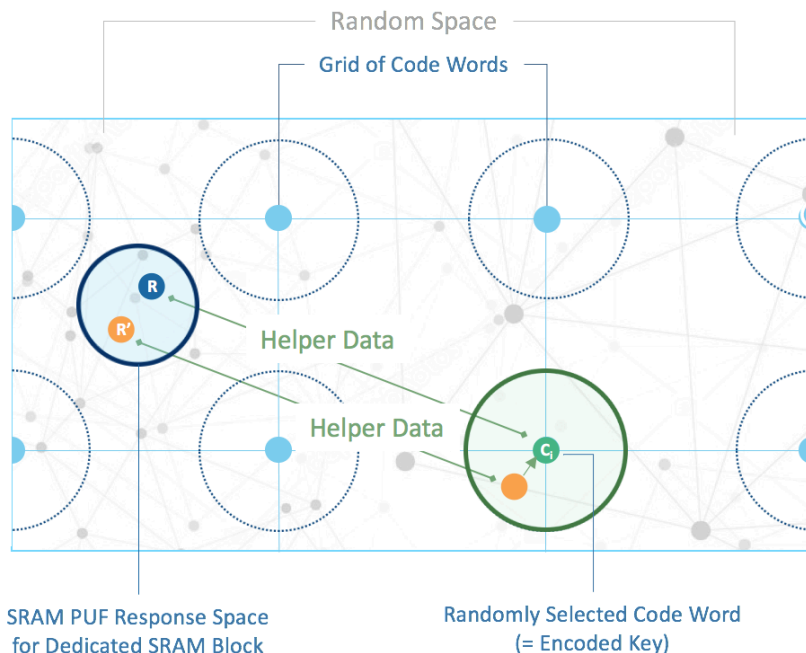 Random Space
Grid of Code Words
R
R'
Helper Data
Helper Data
Ci
SRAM PUF Response Space
for Dedicated SRAM Block
Randomly Selected Code Word
(= Encoded Key)